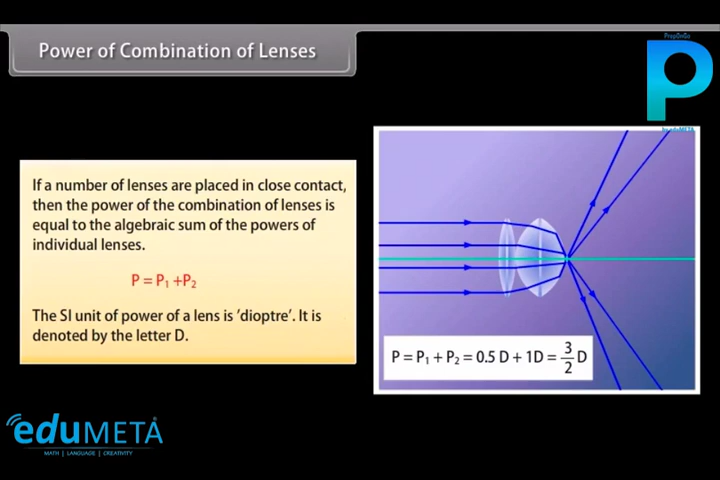 Power of Combination of Lenses
PrepOnGo
P
by eduMETA
If a number of lenses are placed in close contact,
then the power of the combination of lenses is
equal to the algebraic sum of the powers of
individual lenses.
P = P₁ +P₂
The SI unit of power of a lens is 'dioptre'. It is
denoted by the letter D.
P = P₁ + P₂ = 0.5 D + 1D = 3/2 D
eduMETA
MATH | LANGUAGE | CREATIVITY